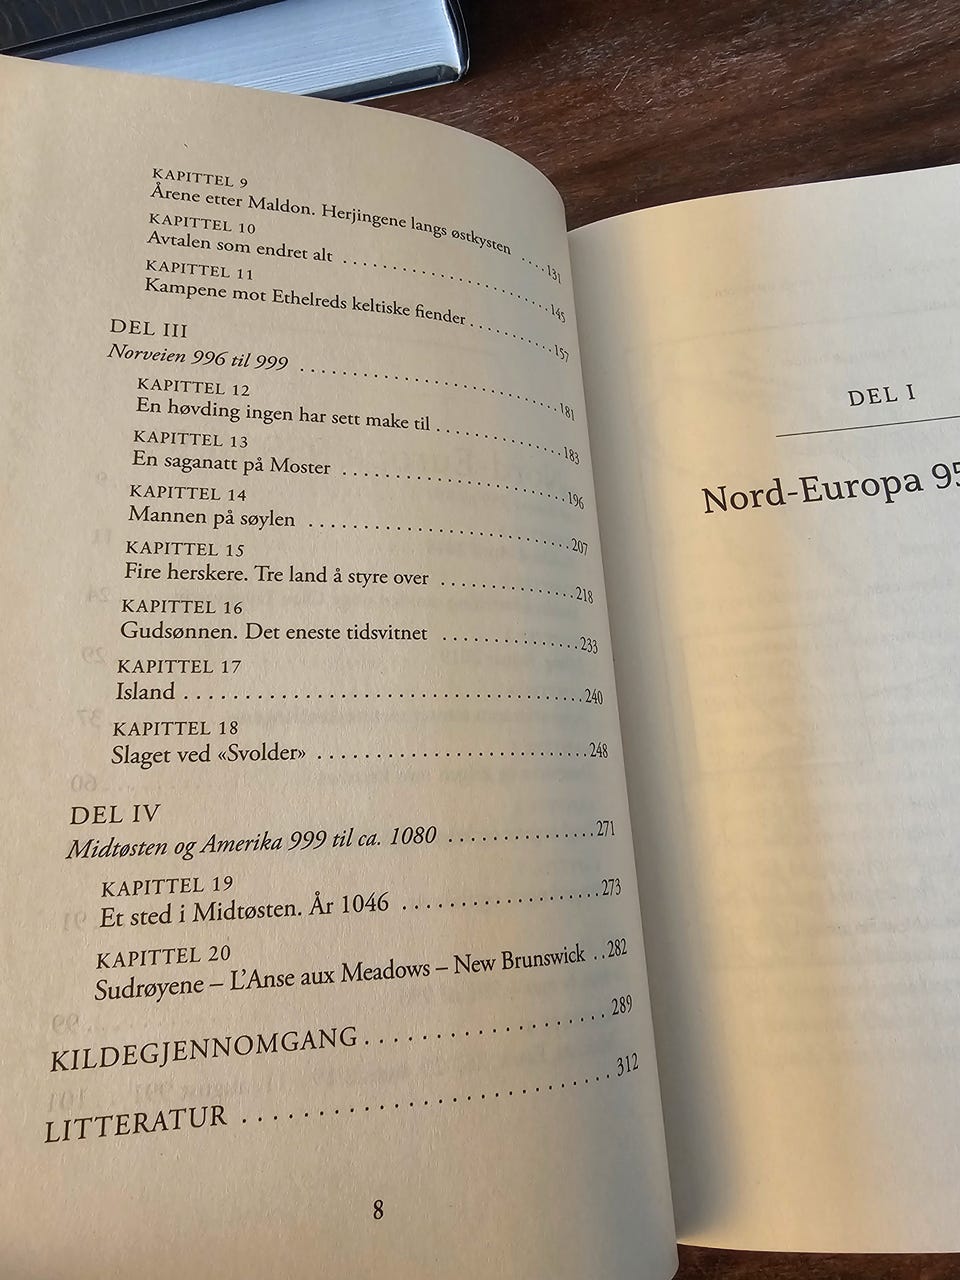 KAPITTEL 9
Årene etter Maldon. Herjingene langs østkysten .... 131
KAPITTEL 10
Avtalen som endret alt .......................... 145
KAPITTEL 11
Kampene mot Ethelreds keltiske fiender ........... 157
DEL III
Norveien 996 til 999 ............................. 181
KAPITTEL 12
En høvding ingen har sett make til ............... 183
KAPITTEL 13
En saganatt på Moster ............................ 196
KAPITTEL 14
Mannen på søylen ................................. 207
KAPITTEL 15
Fire herskere. Tre land å styre over ............. 218
KAPITTEL 16
Gudsønnen. Det eneste tidsvitnet ................. 233
KAPITTEL 17
Island ........................................... 240
KAPITTEL 18
Slaget ved «Svolder» ............................. 248
DEL IV
Midtøsten og Amerika 999 til ca. 1080 ............ 271
KAPITTEL 19
Et sted i Midtøsten. År 1046 ..................... 273
KAPITTEL 20
Sudrøyene – L’Anse aux Meadows – New Brunswick .. 282
KILDEGJENNOMGANG ................................. 289
LITTERATUR ....................................... 312
8
DEL I
Nord-Europa